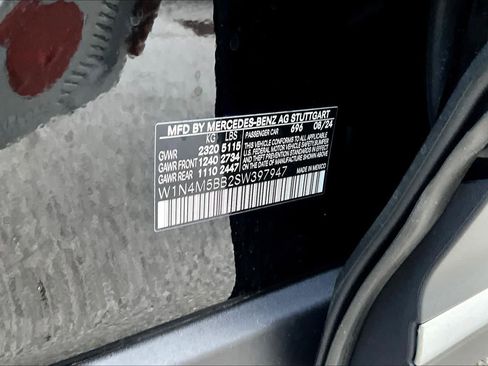 MFD BY MERCEDES-BENZ AG STUTTGART
KG LBS PASSENGER CAR 696 08/24
GVWR 2320 5115 THIS VEHICLE CONFORMS TO ALL APPLICABLE
GAWR FRONT 1240 2734 U.S. FEDERAL MOTOR VEHICLE SAFETY
GAWR REAR 1110 2447 AND THEFT PREVENTION STANDARDS IN EFFECT
ON THE DATE OF MANUFACTURE SHOWN ABOVE.
W1N4M5BB2SW397947 MADE IN MEXICO